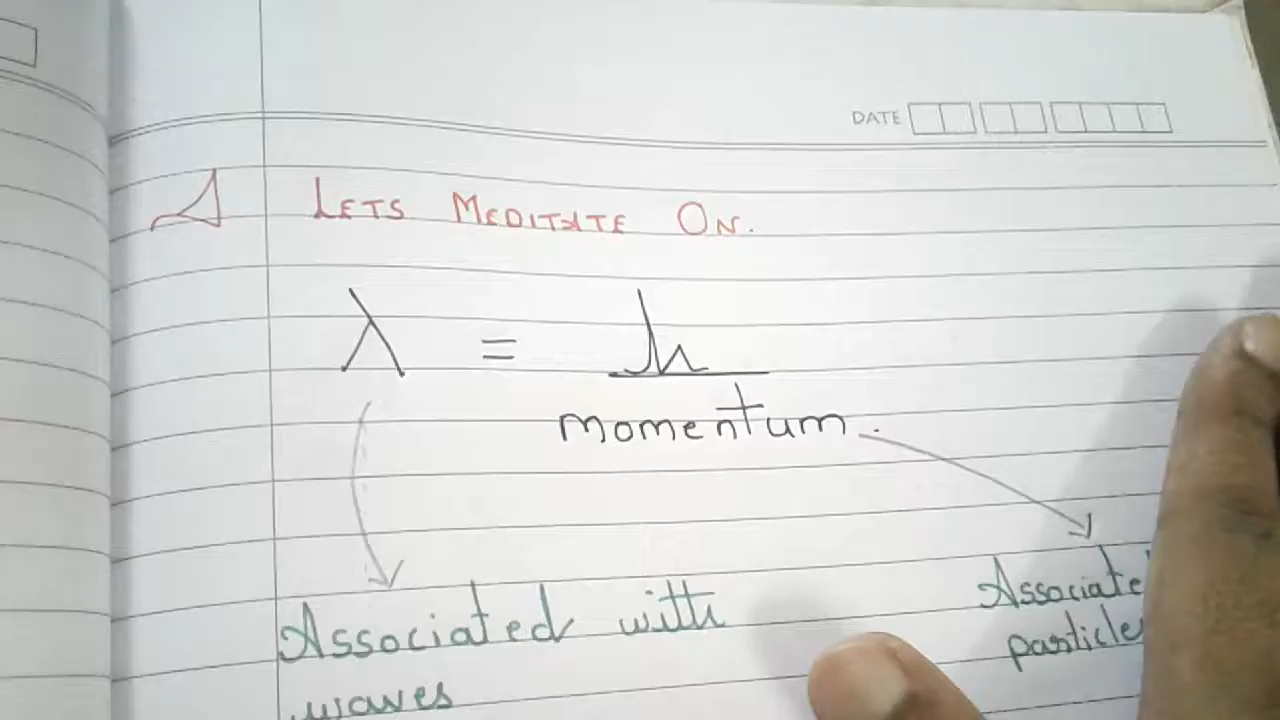 DATE
LETS MEDITATE ON.
λ = h
momentum.
Associated with
waves
Associate
particle